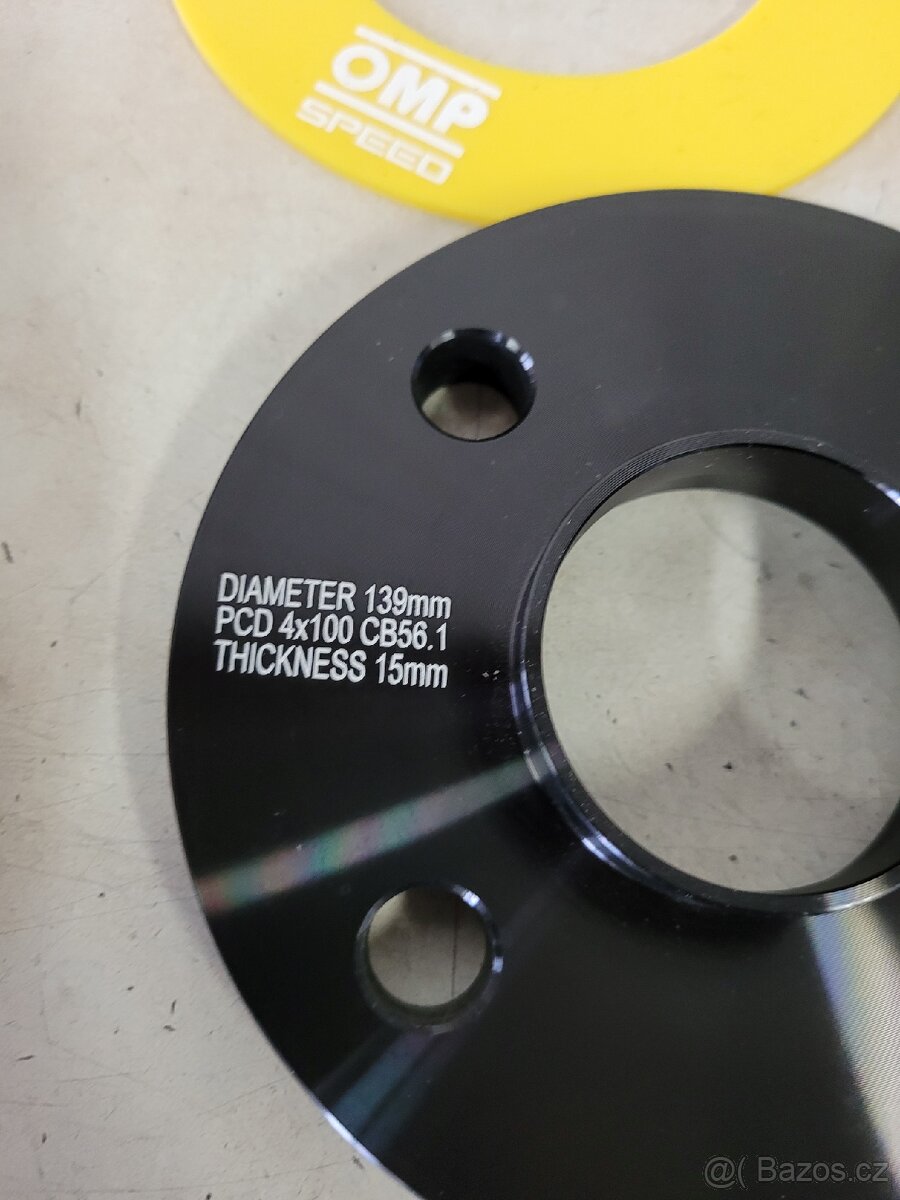 OMP
SPEED
DIAMETER 139mm
PCD 4x100 CB56.1
THICKNESS 15mm
@( Bazos.cz